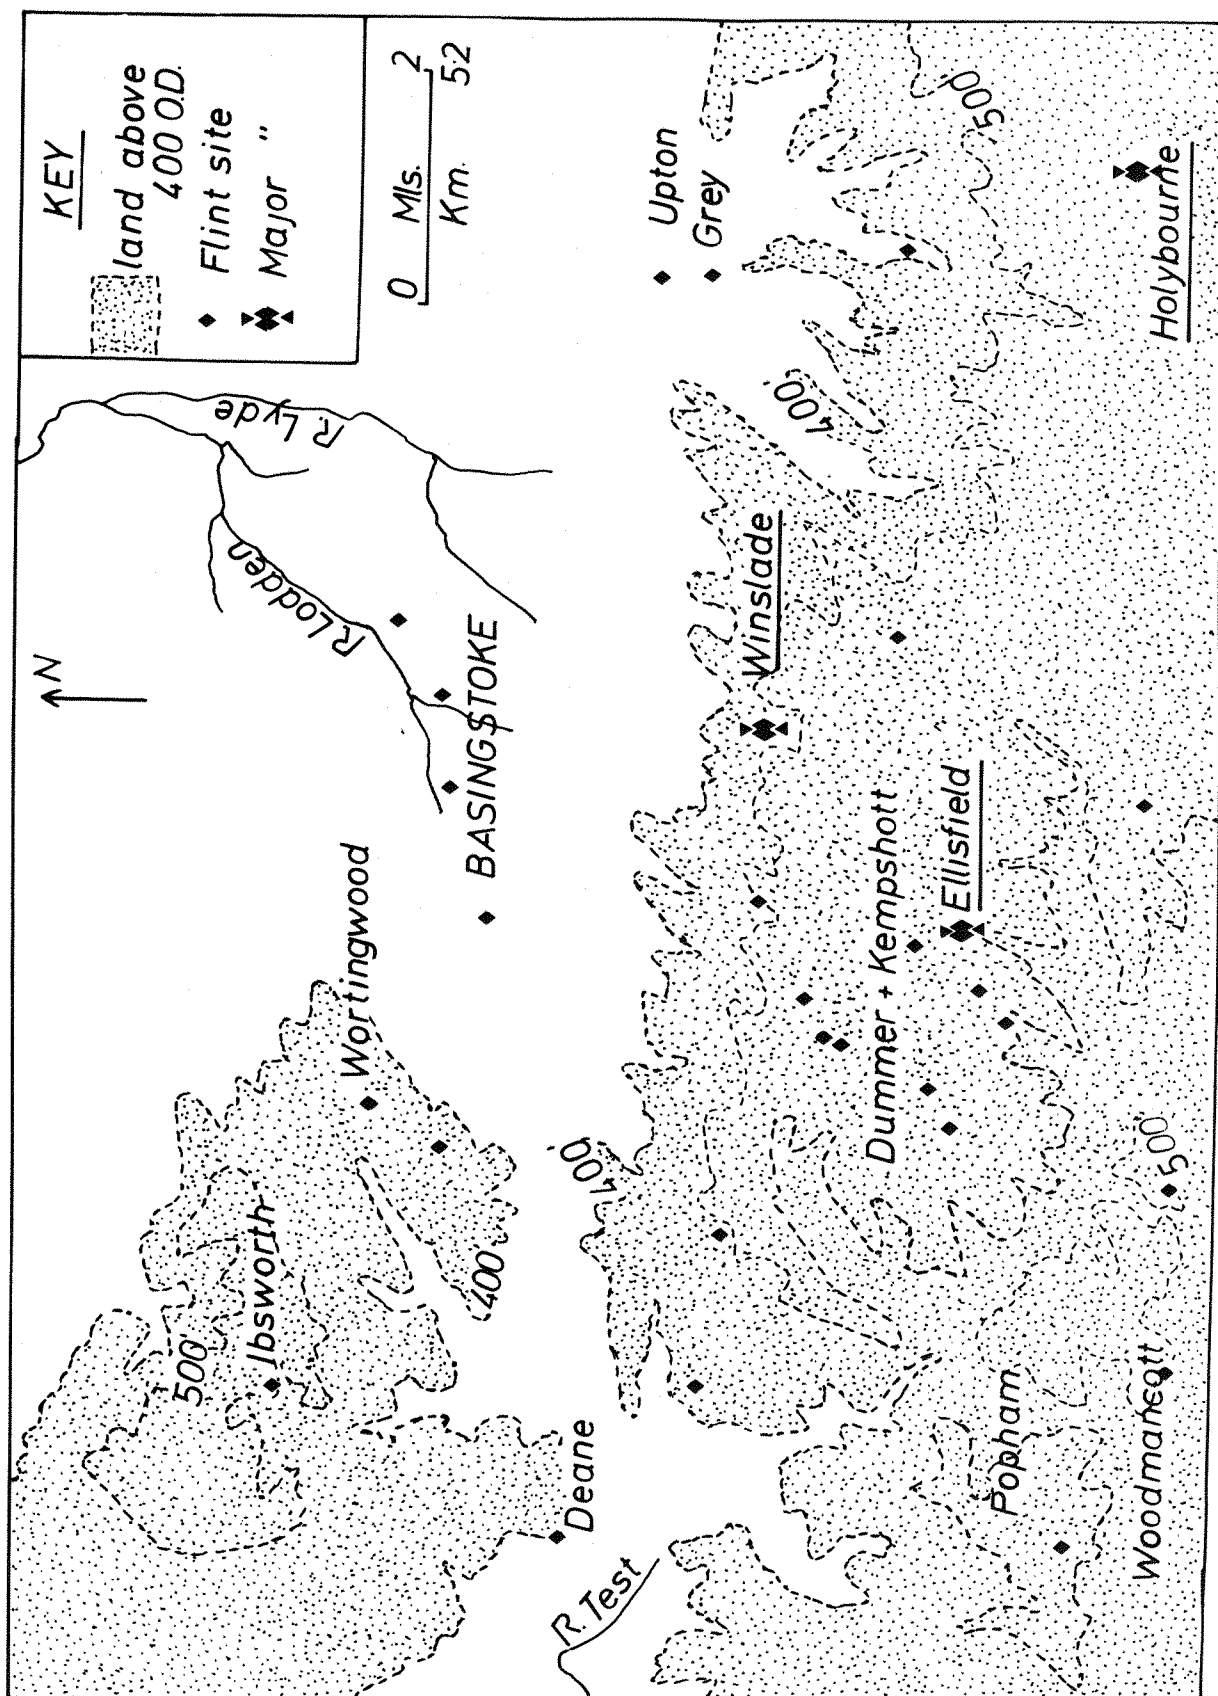 KEY
land above
400 O.D.
Flint site
Major "
0 Mls. 2
Km. 52
N
R Lyde
R Lodden
Upton
Grey
BASINGSTOKE
Wortingwood
Ibsworth
500'
400'
400'
400'
500
Winslade
Holybourne
Dummer + Kempshott
Ellisfield
Deane
R. Test
Popham
Woodmancott
500'